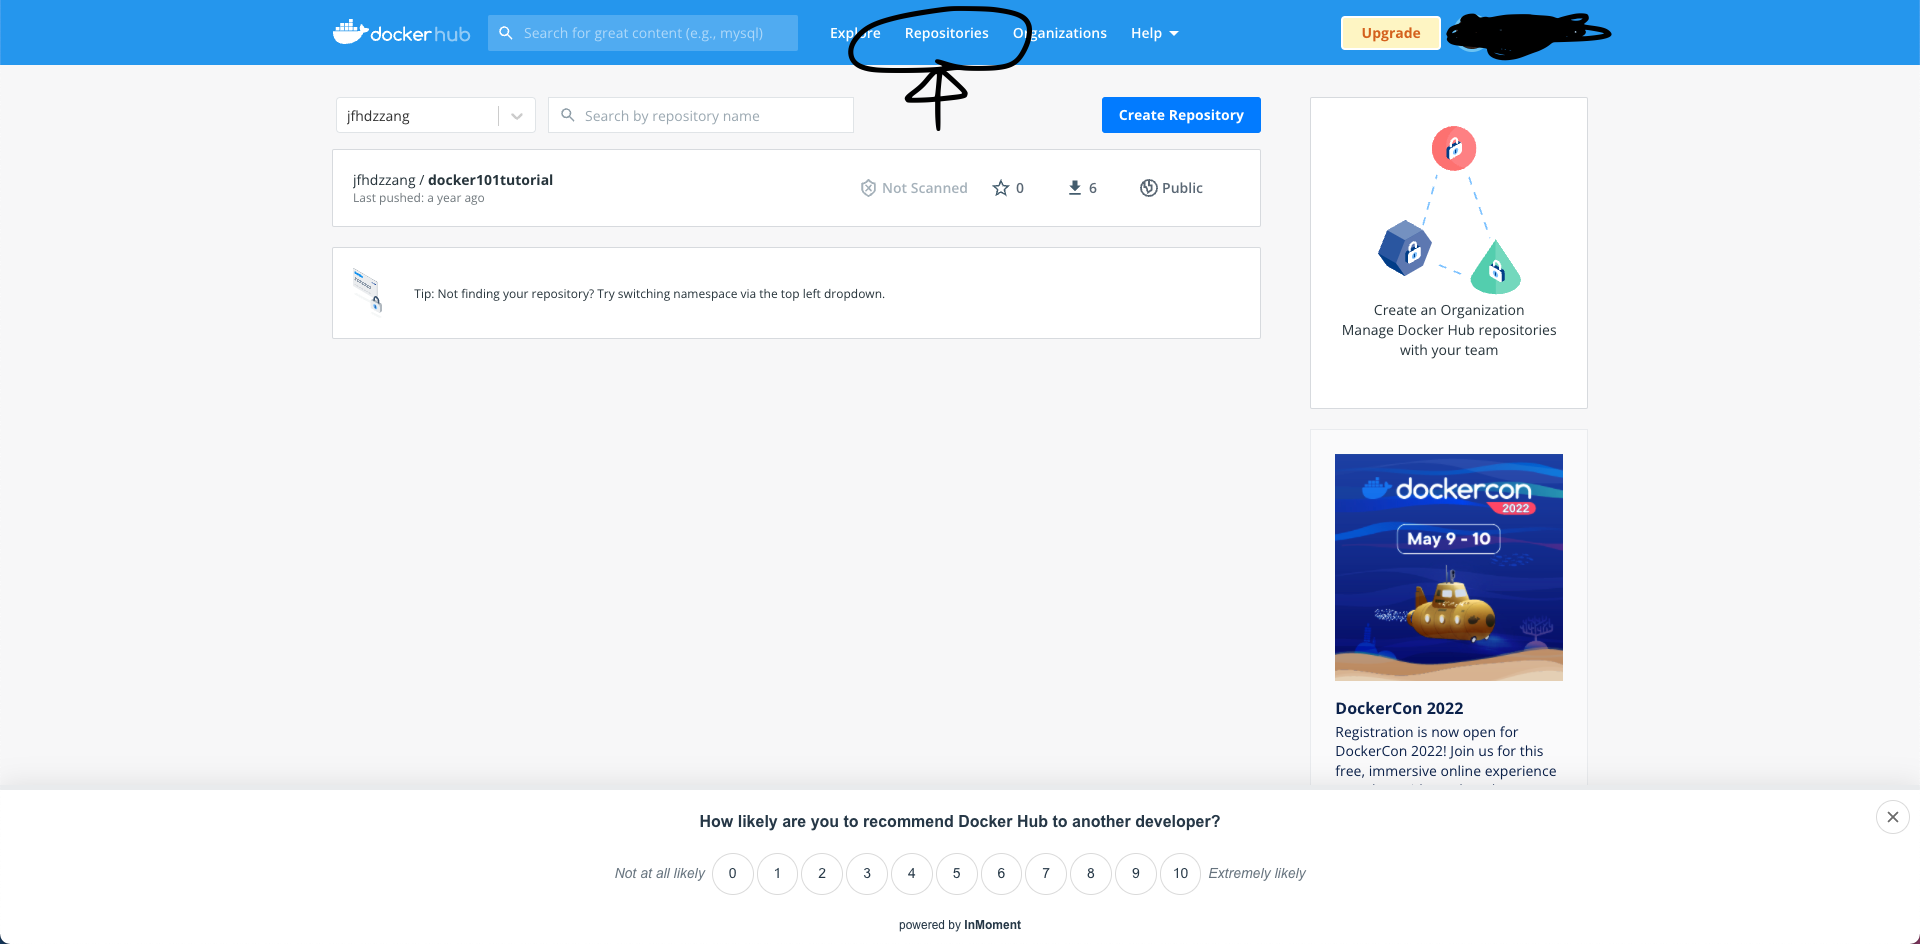 docker hub
Search for great content (e.g., mysql)
Explore
Repositories
Organizations
Help
Upgrade
jfhdzzang
Search by repository name
Create Repository
jfhdzzang / docker101tutorial
Last pushed: a year ago
Not Scanned
0
6
Public
Tip: Not finding your repository? Try switching namespace via the top left dropdown.
Create an Organization
Manage Docker Hub repositories
with your team
dockercon
2022
May 9 - 10
DockerCon 2022
Registration is now open for
DockerCon 2022! Join us for this
free, immersive online experience
How likely are you to recommend Docker Hub to another developer?
Not at all likely 0 1 2 3 4 5 6 7 8 9 10 Extremely likely
powered by InMoment